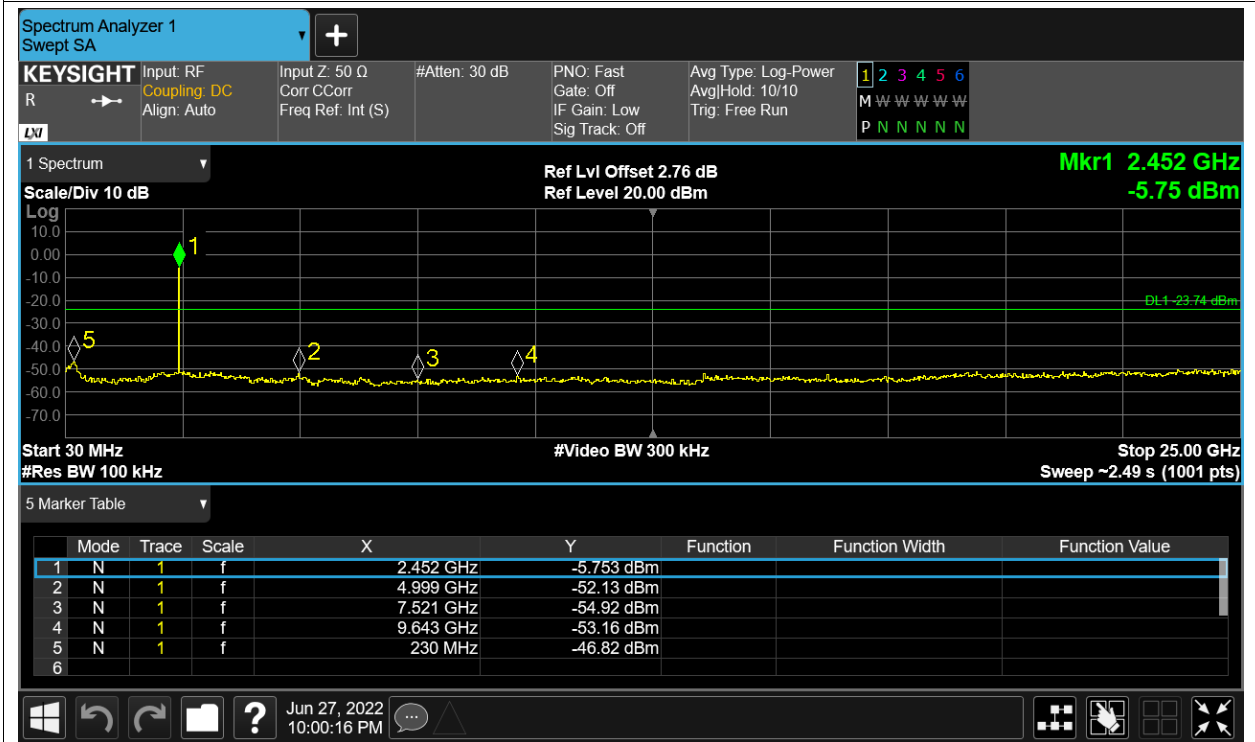 Spectrum Analyzer 1
Swept SA
KEYSIGHT Input: RF Input Z: 50 Ω #Atten: 30 dB PNO: Fast Avg Type: Log-Power 1 2 3 4 5 6
R Coupling: DC Corr CCorr Gate: Off Avg|Hold: 10/10 M W W W W W
Align: Auto Freq Ref: Int (S) IF Gain: Low Trig: Free Run
LXI Sig Track: Off P N N N N N
1 Spectrum Ref Lvl Offset 2.76 dB Mkr1 2.452 GHz
Scale/Div 10 dB Ref Level 20.00 dBm -5.75 dBm
Log
10.0
1
0.00
-10.0
-20.0 DL1 -23.74 dBm
-30.0
5
-40.0
2 3 4
-50.0
-60.0
-70.0
Start 30 MHz #Video BW 300 kHz Stop 25.00 GHz
#Res BW 100 kHz Sweep ~2.49 s (1001 pts)
5 Marker Table
Mode Trace Scale X Y Function Function Width Function Value
1 N 1 f 2.452 GHz -5.753 dBm
2 N 1 f 4.999 GHz -52.13 dBm
3 N 1 f 7.521 GHz -54.92 dBm
4 N 1 f 9.643 GHz -53.16 dBm
5 N 1 f 230 MHz -46.82 dBm
6
? Jun 27, 2022
10:00:16 PM